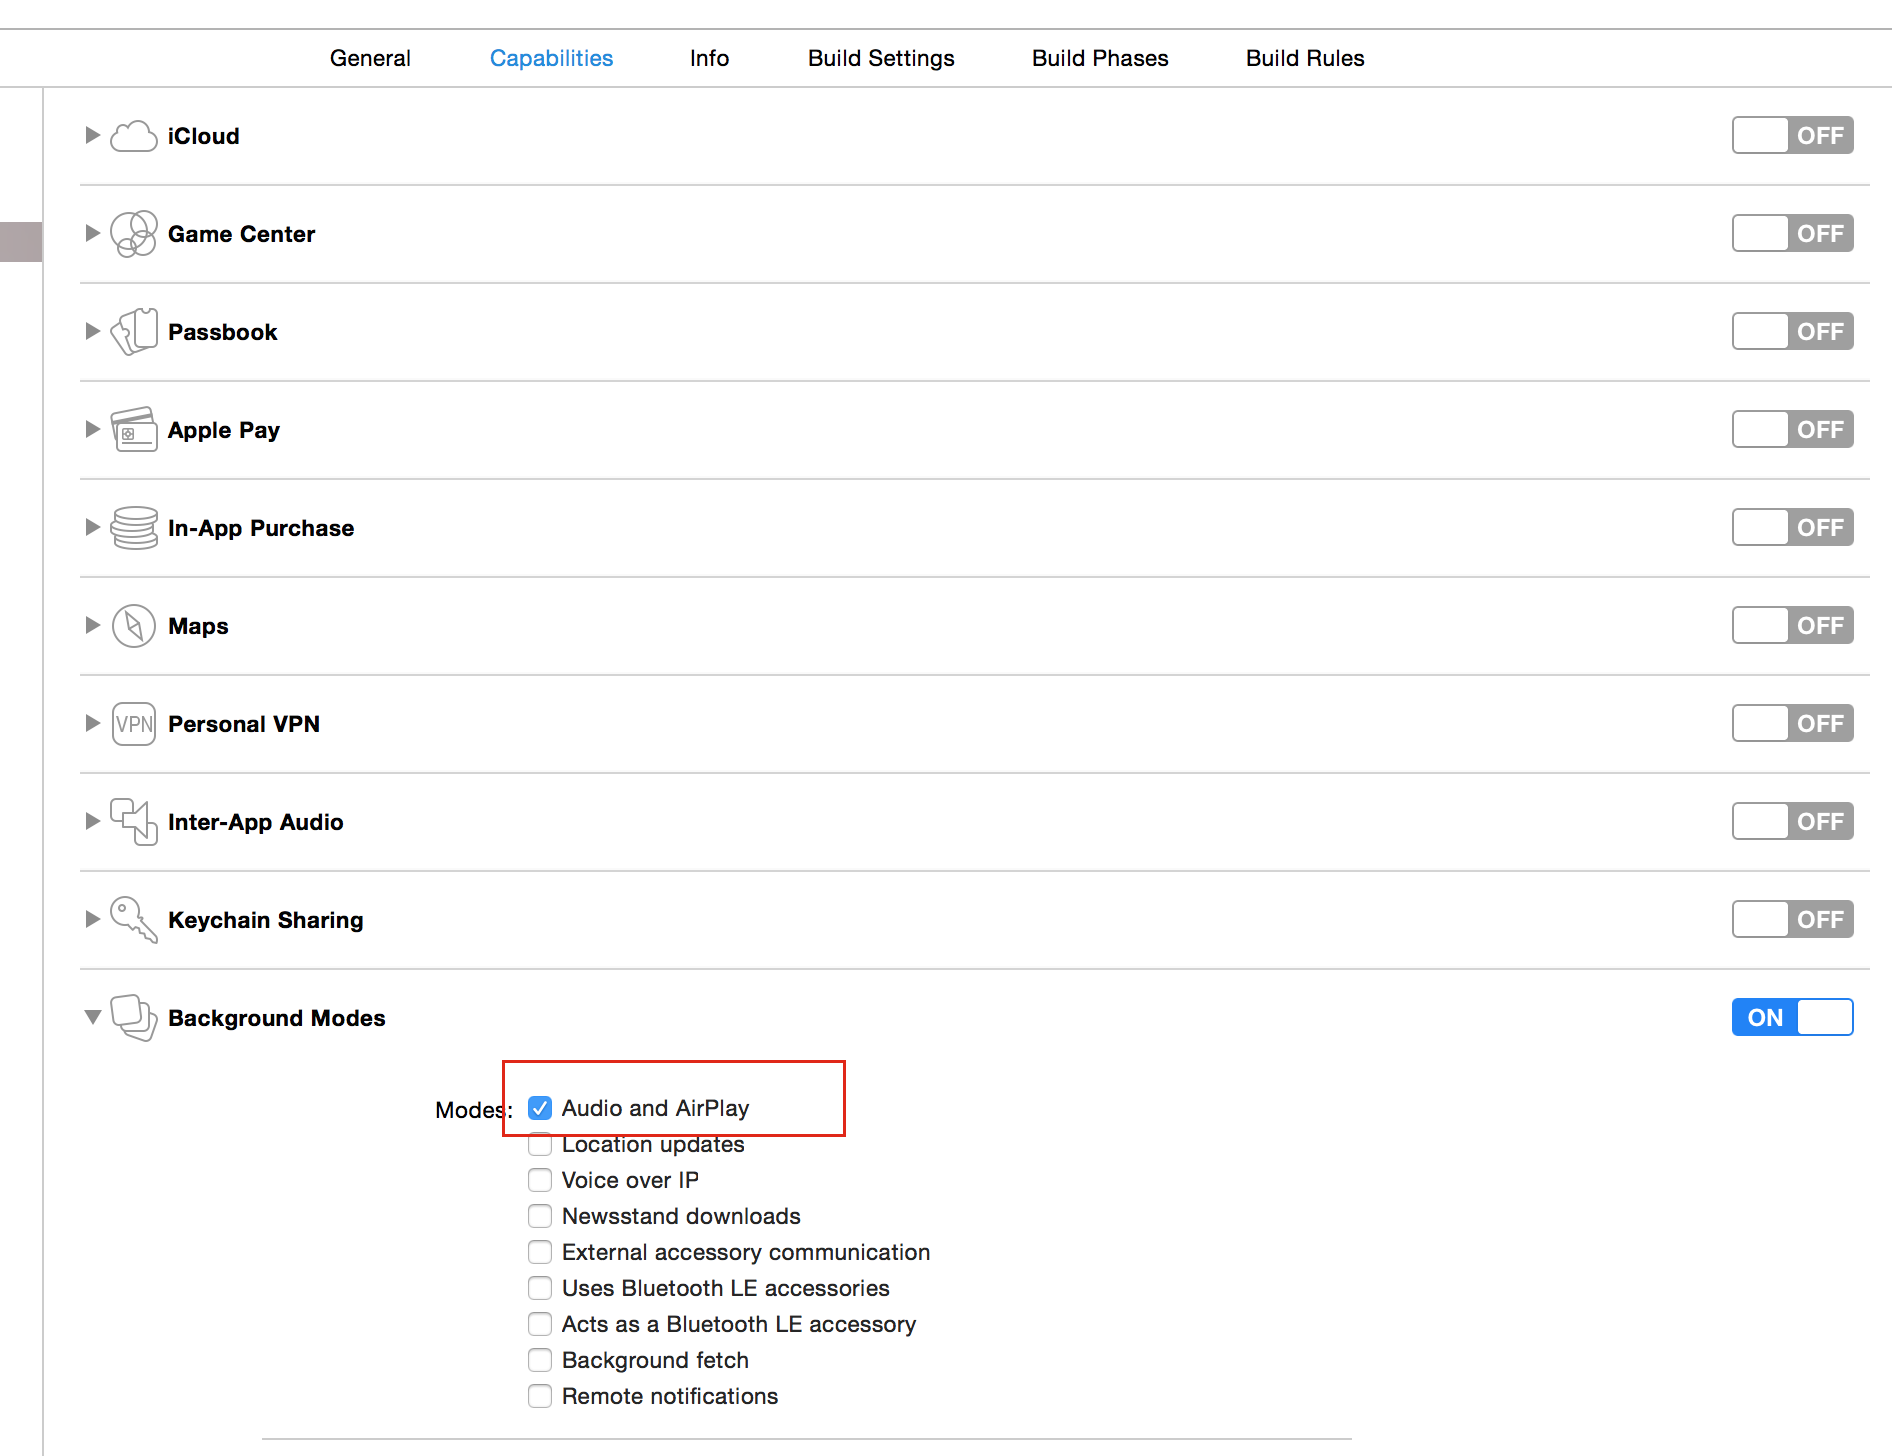 General Capabilities Info Build Settings Build Phases Build Rules
iCloud OFF
Game Center OFF
Passbook OFF
Apple Pay OFF
In-App Purchase OFF
Maps OFF
VPN Personal VPN OFF
Inter-App Audio OFF
Keychain Sharing OFF
Background Modes ON
Modes: Audio and AirPlay
Location updates
Voice over IP
Newsstand downloads
External accessory communication
Uses Bluetooth LE accessories
Acts as a Bluetooth LE accessory
Background fetch
Remote notifications